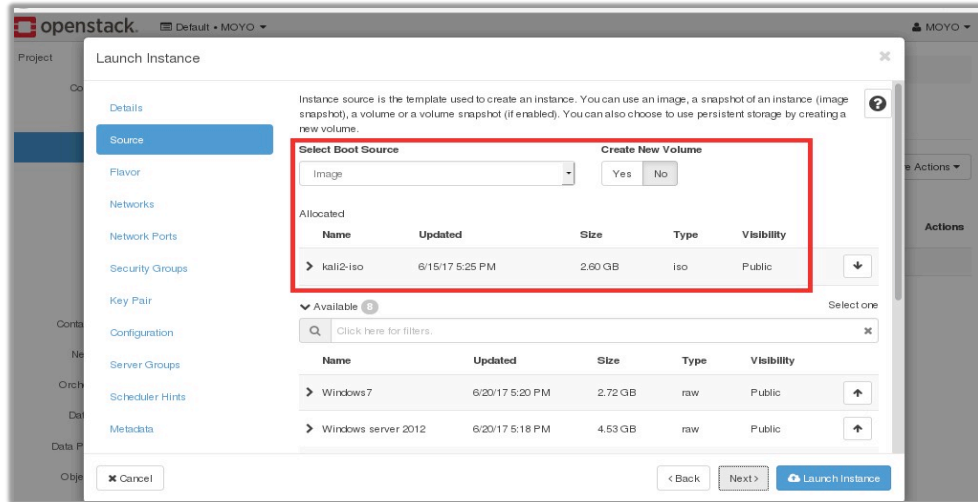 openstack. Default • MOYO MOYO
Project
Launch Instance
Details
Source
Flavor
Networks
Network Ports
Security Groups
Key Pair
Configuration
Server Groups
Scheduler Hints
Metadata
Instance source is the template used to create an instance. You can use an image, a snapshot of an instance (image
snapshot), a volume or a volume snapshot (if enabled). You can also choose to use persistent storage by creating a
new volume.
Select Boot Source Create New Volume
Image Yes No
Allocated
Name Updated Size Type Visibility
kali2-iso 6/15/17 5:25 PM 2.60 GB iso Public
Available 8 Select one
Click here for filters.
Name Updated Size Type Visibility
Windows7 6/20/17 5:20 PM 2.72 GB raw Public
Windows server 2012 6/20/17 5:18 PM 4.53 GB raw Public
Cancel < Back Next > Launch Instance
Actions
Actions